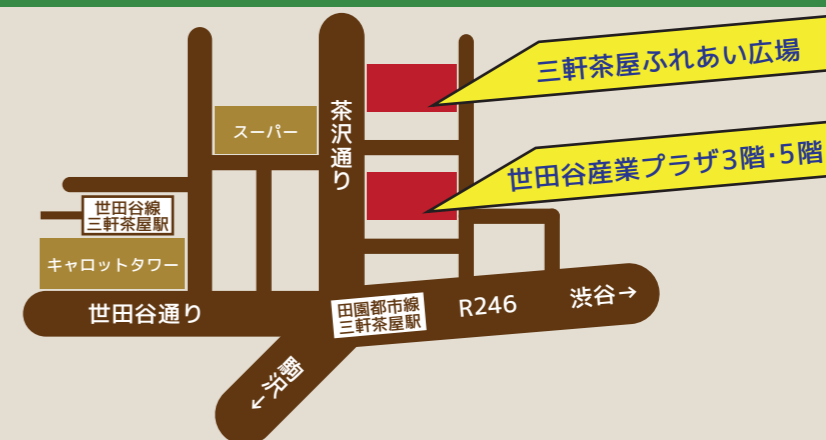 三軒茶屋ふれあい広場
茶沢通り
スーパー
世田谷産業プラザ3階・5階
世田谷線
三軒茶屋駅
キャロットタワー
世田谷通り
田園都市線
三軒茶屋駅
R246
渋谷→
駒沢→